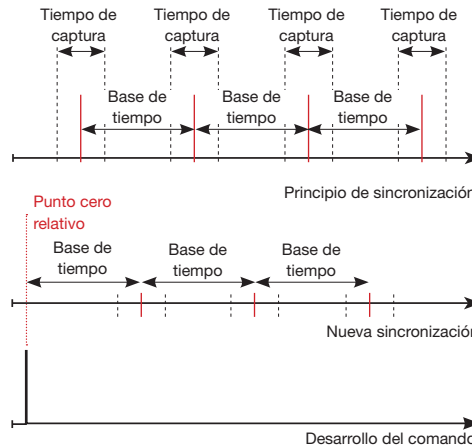 Tiempo de captura
Tiempo de captura
Tiempo de captura
Tiempo de captura
Base de tiempo
Base de tiempo
Base de tiempo
Principio de sincronización
Punto cero relativo
Base de tiempo
Base de tiempo
Base de tiempo
Nueva sincronización
Desarrollo del comando